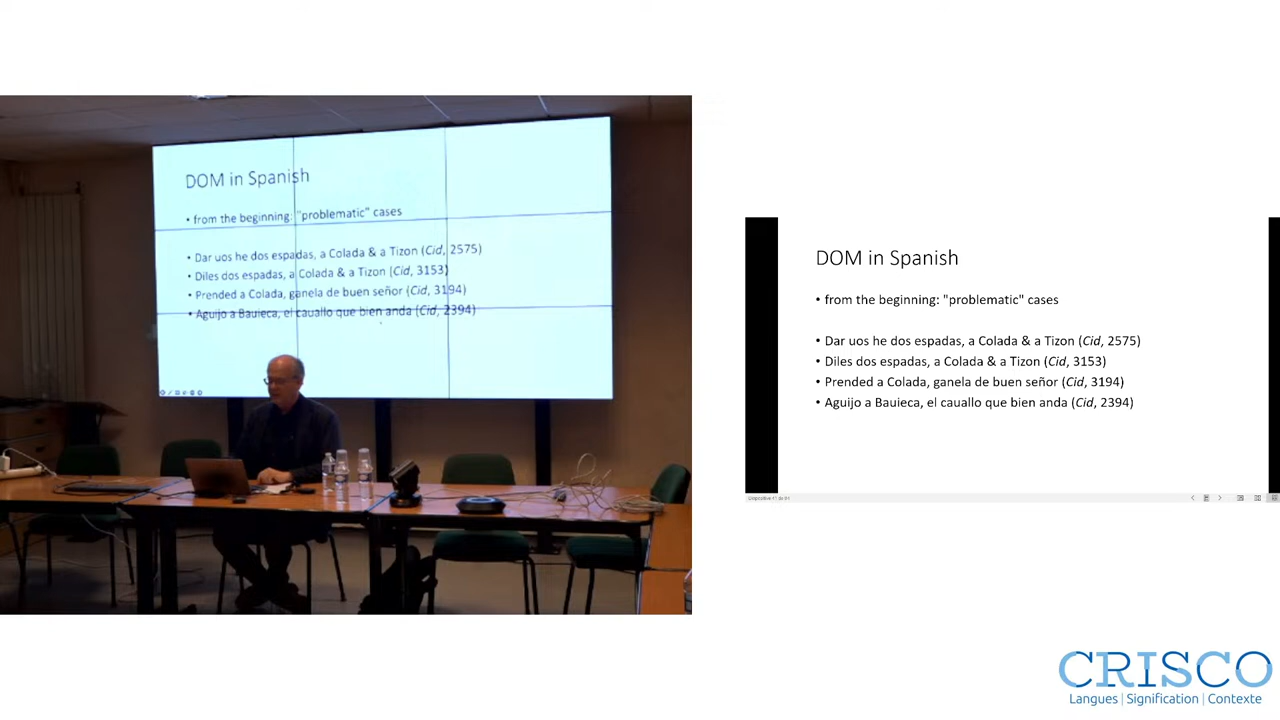 DOM in Spanish
• from the beginning: "problematic" cases
• Dar uos he dos espadas, a Colada & a Tizon (Cid, 2575)
• Diles dos espadas, a Colada & a Tizon (Cid, 3153)
• Prended a Colada, ganela de buen señor (Cid, 3194)
• Aguijo a Bauieca, el cauallo que bien anda (Cid, 2394)
DOM in Spanish
• from the beginning: "problematic" cases
• Dar uos he dos espadas, a Colada & a Tizon (Cid, 2575)
• Diles dos espadas, a Colada & a Tizon (Cid, 3153)
• Prended a Colada, ganela de buen señor (Cid, 3194)
• Aguijo a Bauieca, el cauallo que bien anda (Cid, 2394)
CRISCO
Langues | Signification | Contexte